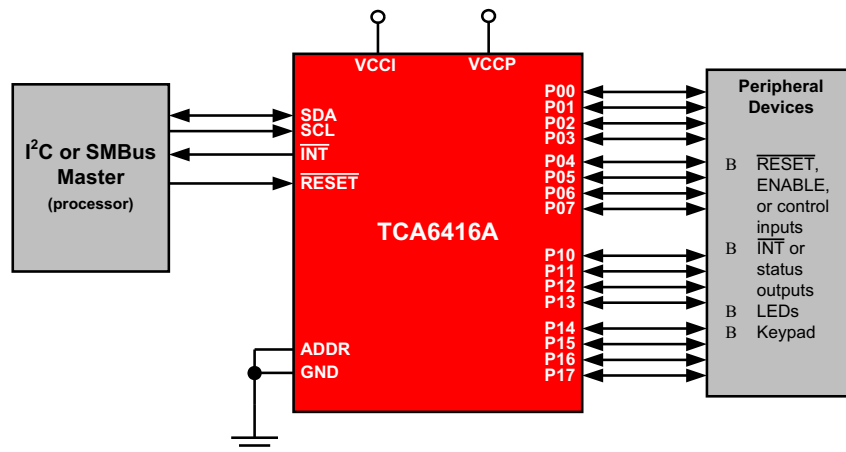 VCCI
VCCP
I²C or SMBus
Master
(processor)
SDA
SCL
INT
RESET
TCA6416A
ADDR
GND
P00
P01
P02
P03
P04
P05
P06
P07
P10
P11
P12
P13
P14
P15
P16
P17
Peripheral
Devices
B RESET,
ENABLE,
or control
inputs
B INT or
status
outputs
B LEDs
B Keypad